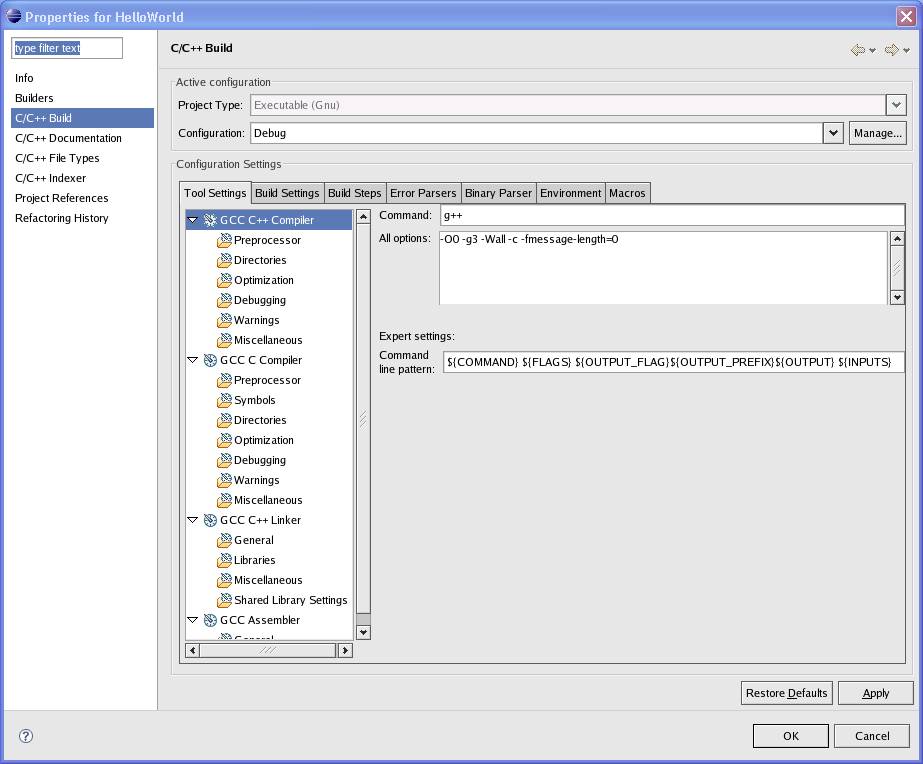 Properties for HelloWorld
type filter text
Info
Builders
C/C++ Build
C/C++ Documentation
C/C++ File Types
C/C++ Indexer
Project References
Refactoring History
C/C++ Build
Active configuration
Project Type: Executable (Gnu)
Configuration: Debug Manage...
Configuration Settings
Tool Settings Build Settings Build Steps Error Parsers Binary Parser Environment Macros
GCC C++ Compiler
Preprocessor
Directories
Optimization
Debugging
Warnings
Miscellaneous
GCC C Compiler
Preprocessor
Symbols
Directories
Optimization
Debugging
Warnings
Miscellaneous
GCC C++ Linker
General
Libraries
Miscellaneous
Shared Library Settings
GCC Assembler
General
Command: g++
All options: -O0 -g3 -Wall -c -fmessage-length=0
Expert settings:
Command
line pattern: ${COMMAND} ${FLAGS} ${OUTPUT_FLAG}${OUTPUT_PREFIX}${OUTPUT} ${INPUTS}
Restore Defaults Apply
? OK Cancel